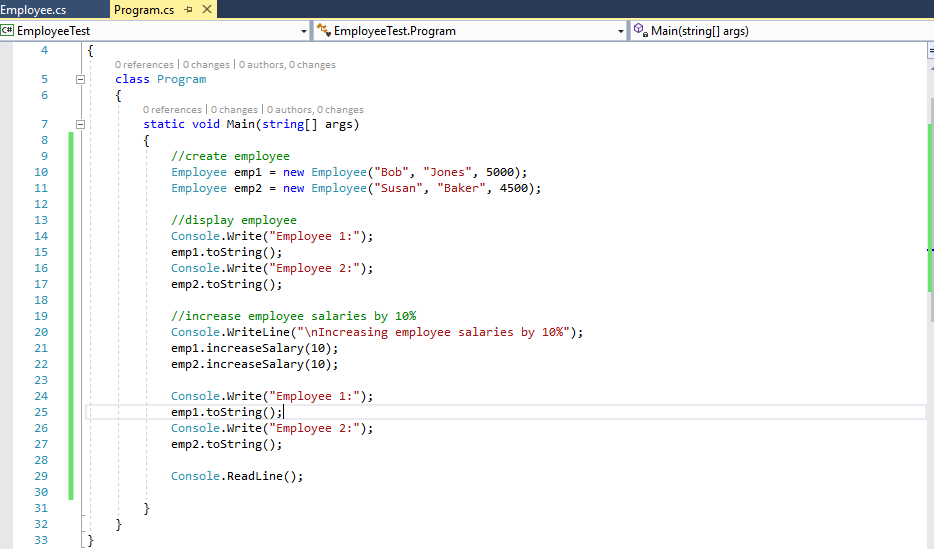 Employee.cs Program.cs
C# EmployeeTest EmployeeTest.Program Main(string[] args)
4 {
0 references | 0 changes | 0 authors, 0 changes
5 class Program
6 {
0 references | 0 changes | 0 authors, 0 changes
7 static void Main(string[] args)
8 {
9 //create employee
10 Employee emp1 = new Employee("Bob", "Jones", 5000);
11 Employee emp2 = new Employee("Susan", "Baker", 4500);
12
13 //display employee
14 Console.Write("Employee 1:");
15 emp1.toString();
16 Console.Write("Employee 2:");
17 emp2.toString();
18
19 //increase employee salaries by 10%
20 Console.WriteLine("\nIncreasing employee salaries by 10%");
21 emp1.increaseSalary(10);
22 emp2.increaseSalary(10);
23
24 Console.Write("Employee 1:");
25 emp1.toString();
26 Console.Write("Employee 2:");
27 emp2.toString();
28
29 Console.ReadLine();
30
31 }
32 }
33 }